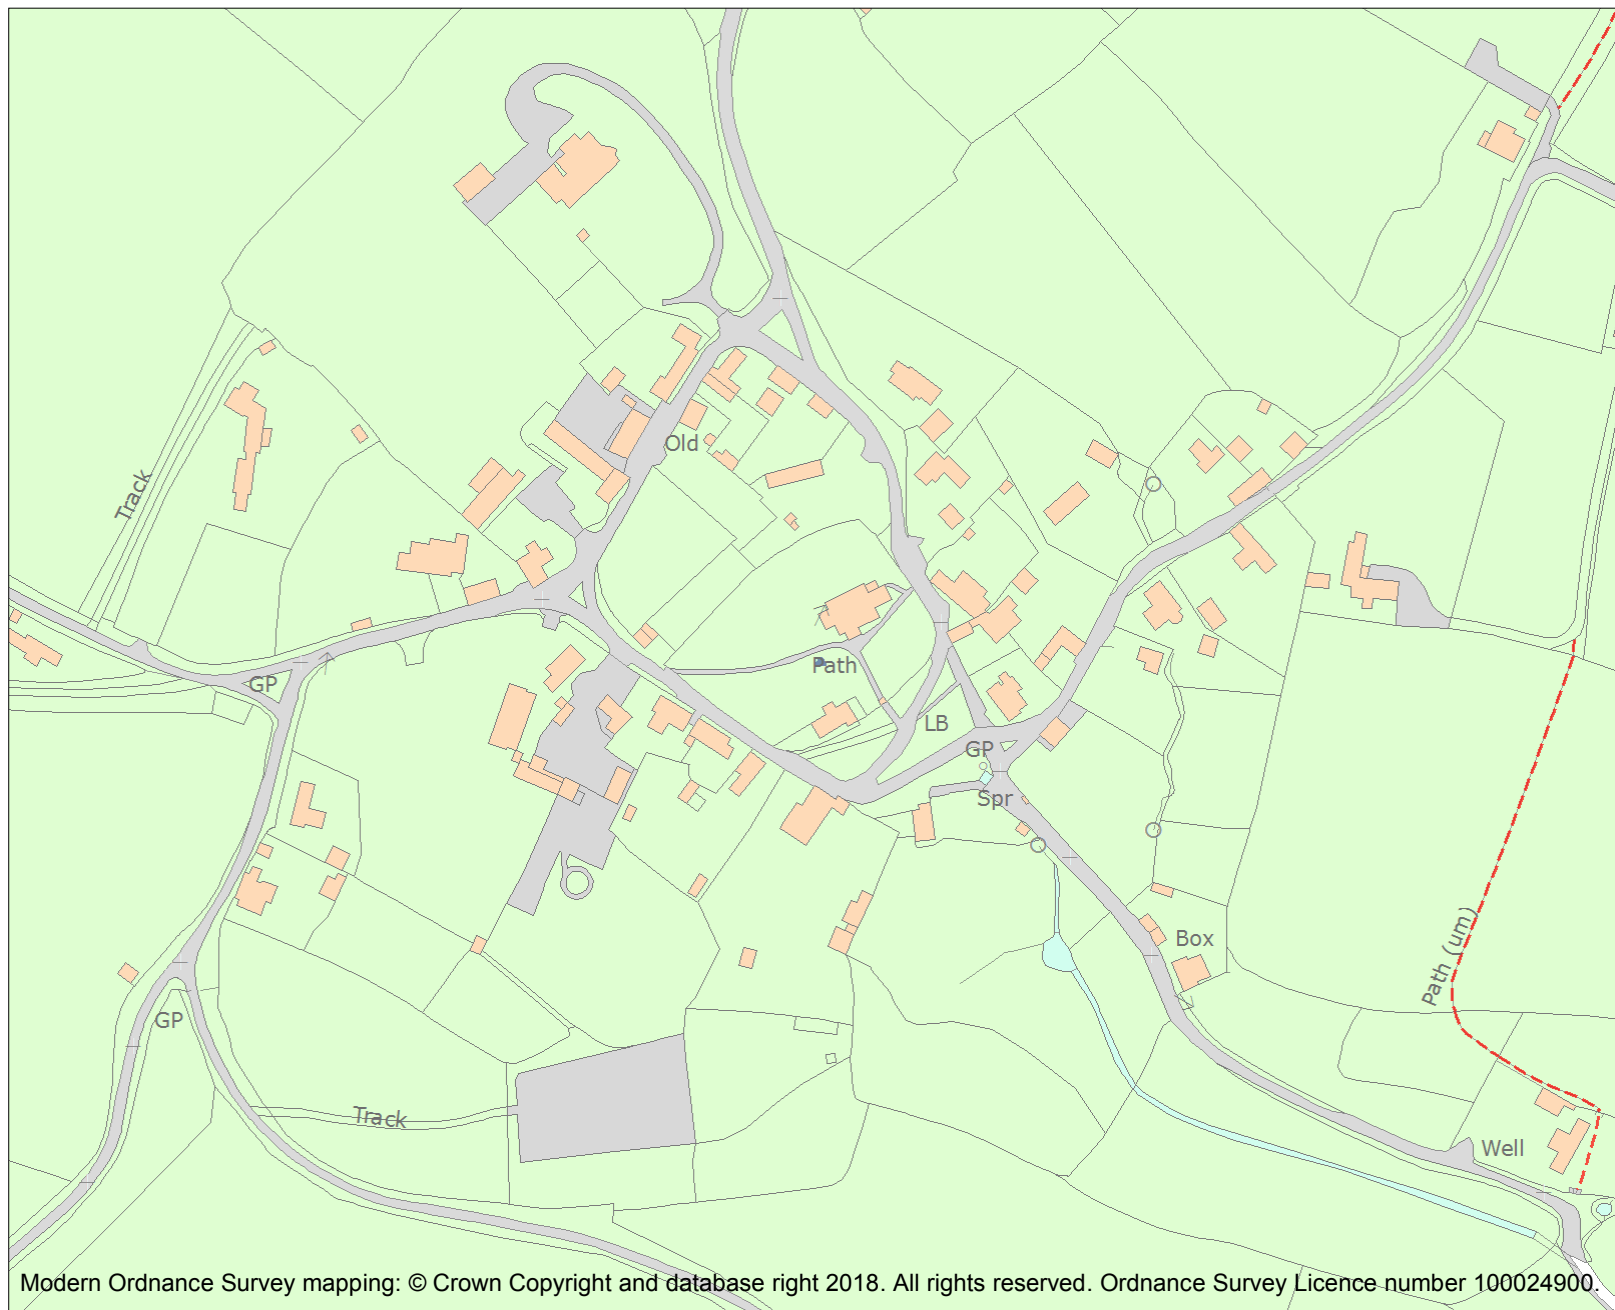 Old
Track
Path
GP
LB
GP
Spr
Box
Path (um)
GP
Track
Well
Modern Ordnance Survey mapping: © Crown Copyright and database right 2018. All rights reserved. Ordnance Survey Licence number 100024900.